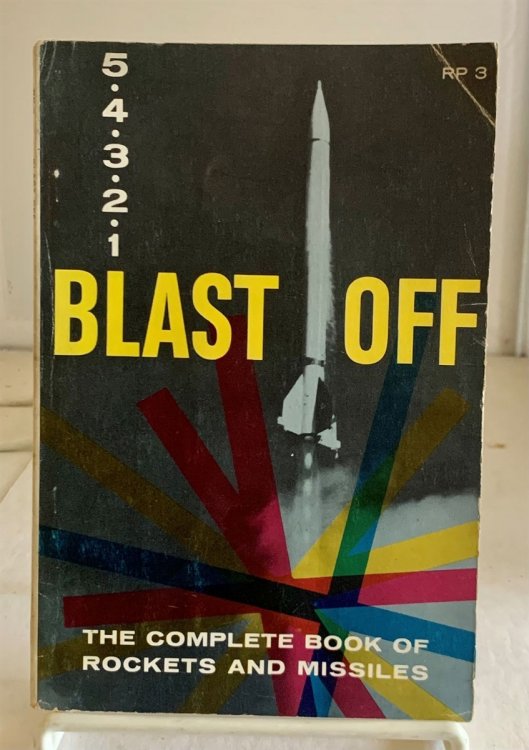 RP 3
5·4·3·2·1
BLAST OFF
THE COMPLETE BOOK OF
ROCKETS AND MISSILES